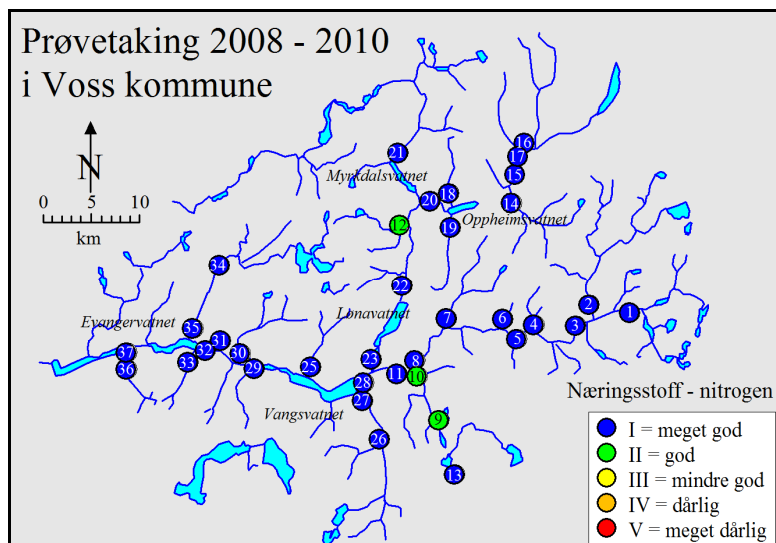 Prøvetaking 2008 - 2010
i Voss kommune
N
0 5 10
km
Myrkdalsvatnet
Oppheimsvatnet
Lonavatnet
Evangervatnet
Vangsvatnet
16
17
21
15
18
20
14
12
19
34
22
2
1
7
6
4
3
35
5
31
37
32
30
23
8
33
36
29
25
11
10
28
27
9
26
13
Næringsstoff - nitrogen
I = meget god
II = god
III = mindre god
IV = dårlig
V = meget dårlig